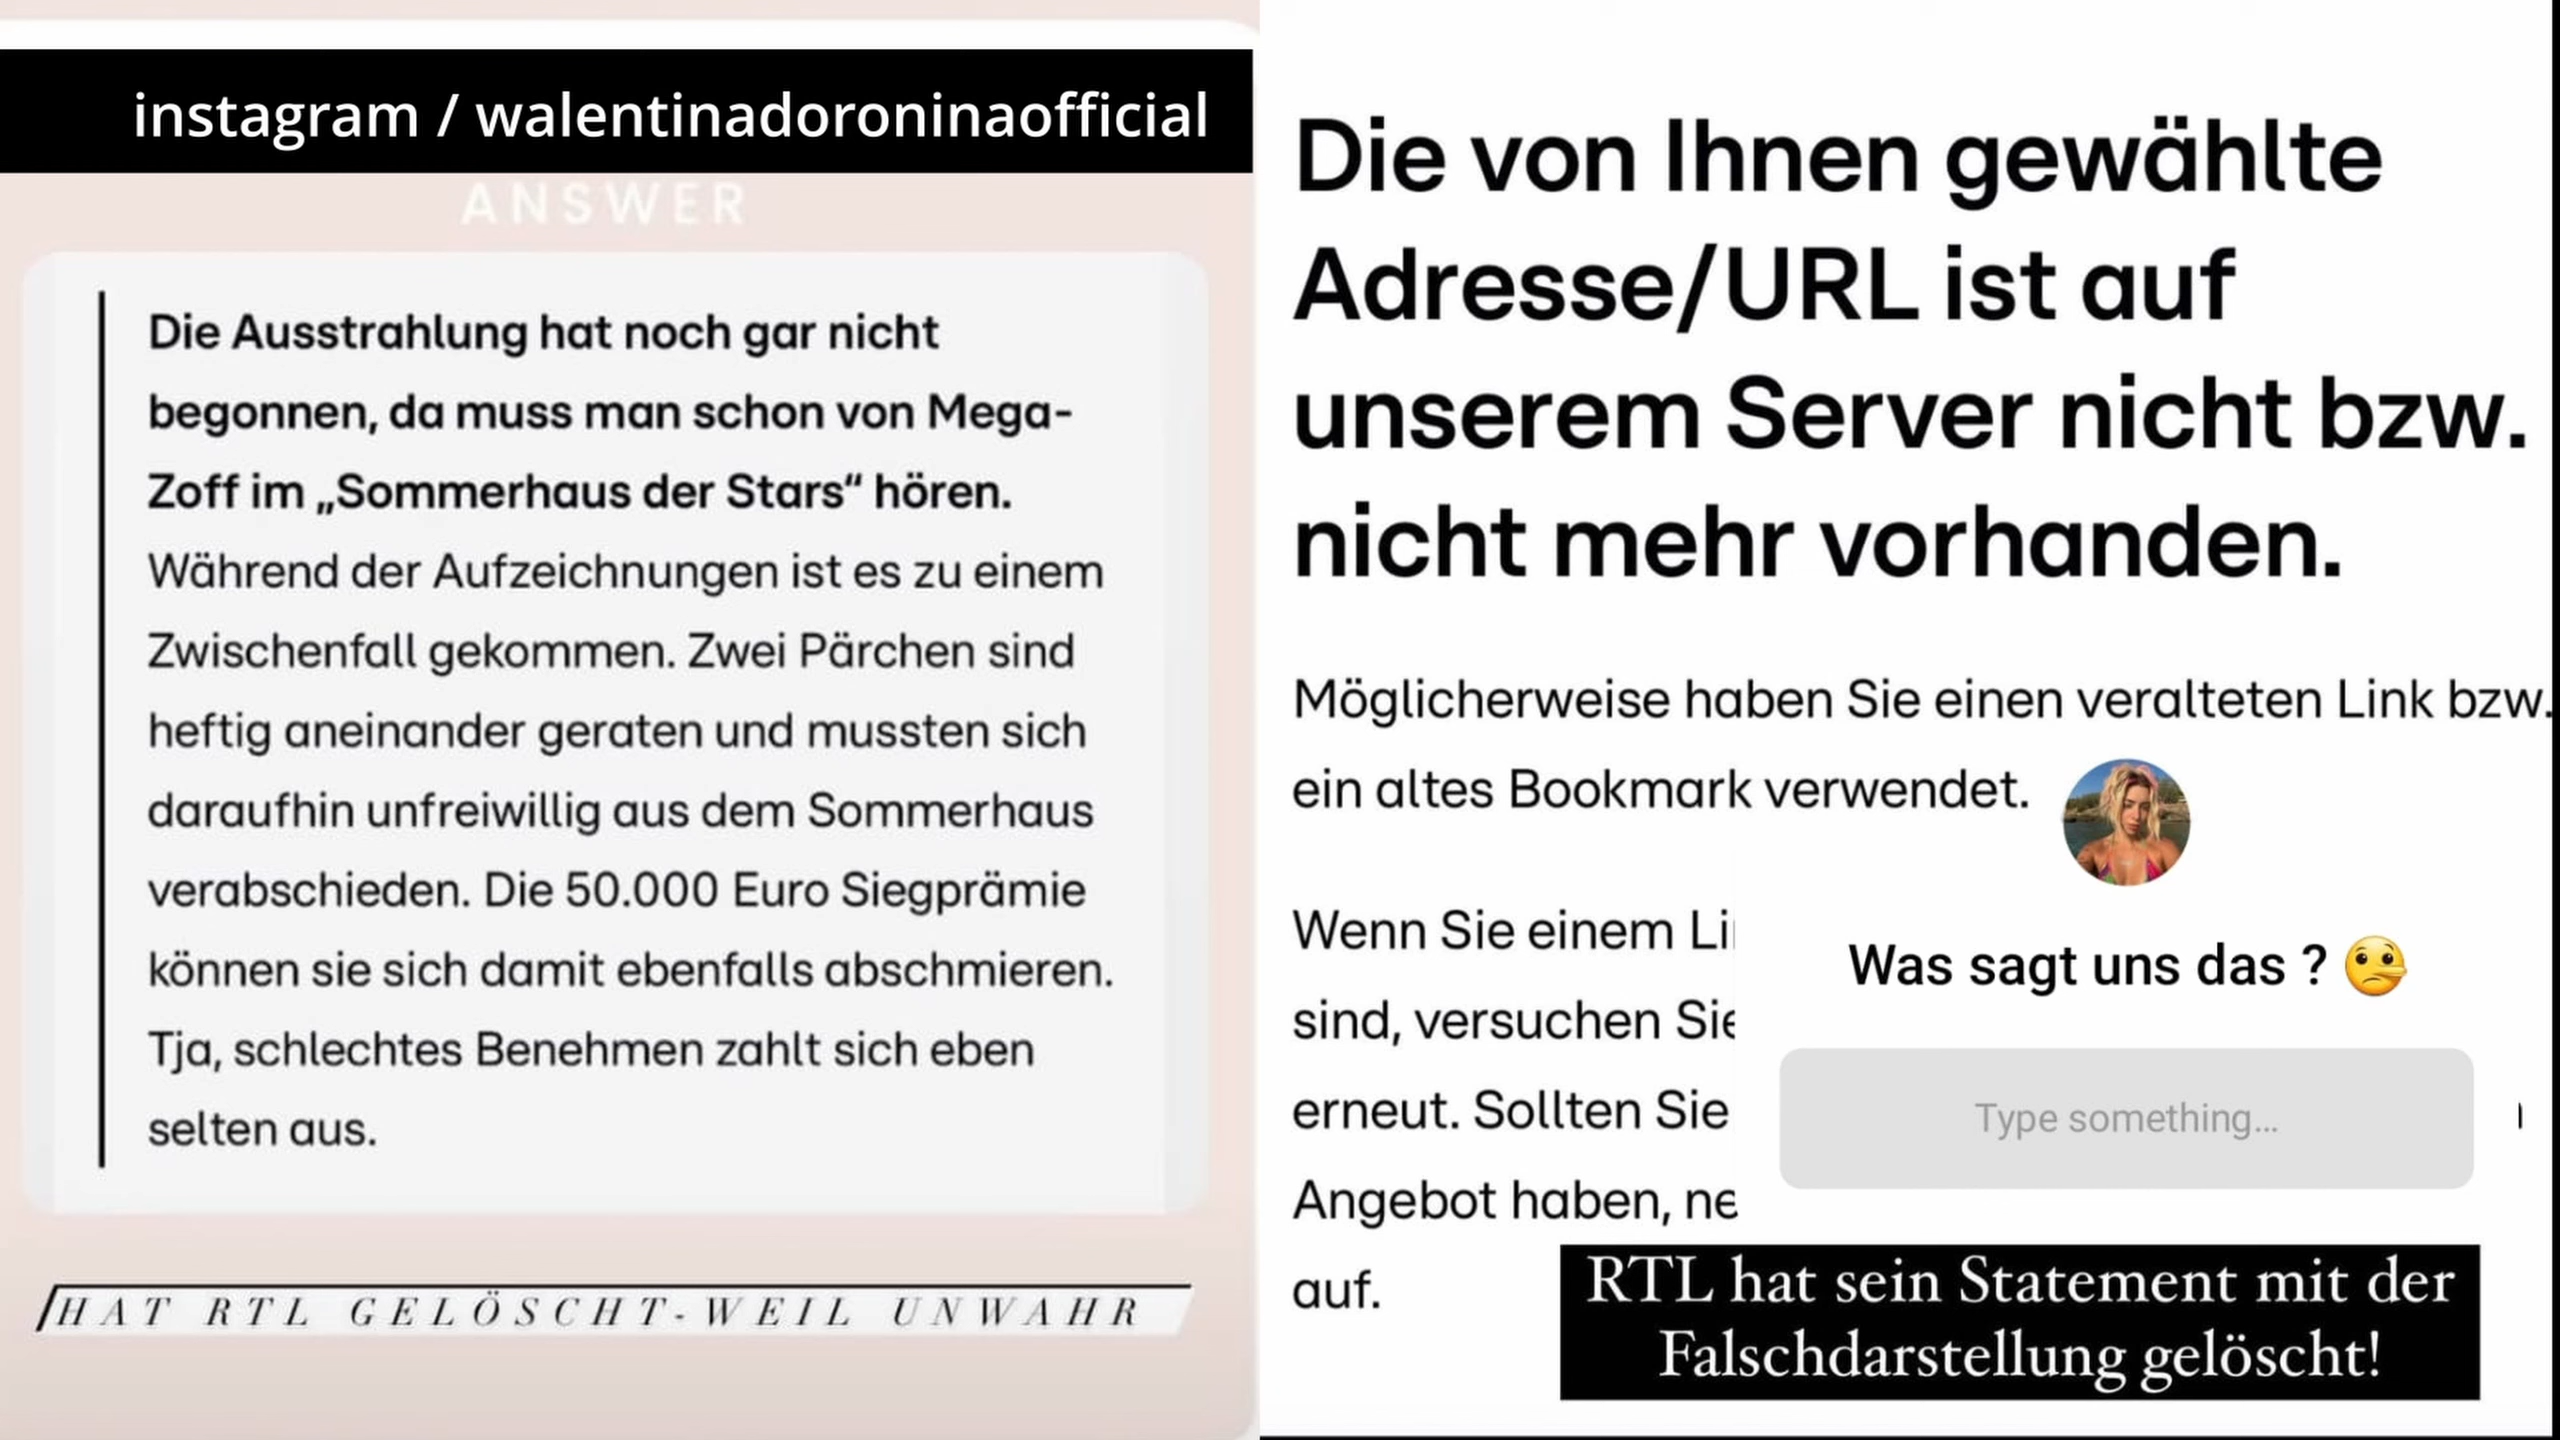 instagram / walentinadoroninaofficial
ANSWER
Die Ausstrahlung hat noch gar nicht
begonnen, da muss man schon von Mega-
Zoff im „Sommerhaus der Stars“ hören.
Während der Aufzeichnungen ist es zu einem
Zwischenfall gekommen. Zwei Pärchen sind
heftig aneinander geraten und mussten sich
daraufhin unfreiwillig aus dem Sommerhaus
verabschieden. Die 50.000 Euro Siegprämie
können sie sich damit ebenfalls abschmieren.
Tja, schlechtes Benehmen zahlt sich eben
selten aus.
HAT RTL GELÖSCHT-WEIL UNWAHR
Die von Ihnen gewählte
Adresse/URL ist auf
unserem Server nicht bzw.
nicht mehr vorhanden.
Möglicherweise haben Sie einen veralteten Link bzw.
ein altes Bookmark verwendet.
Wenn Sie einem
sind, versuchen Sie
erneut. Sollten Sie
Angebot haben,
auf.
Was sagt uns das ?
Type something...
RTL hat sein Statement mit der
Falschdarstellung gelöscht!